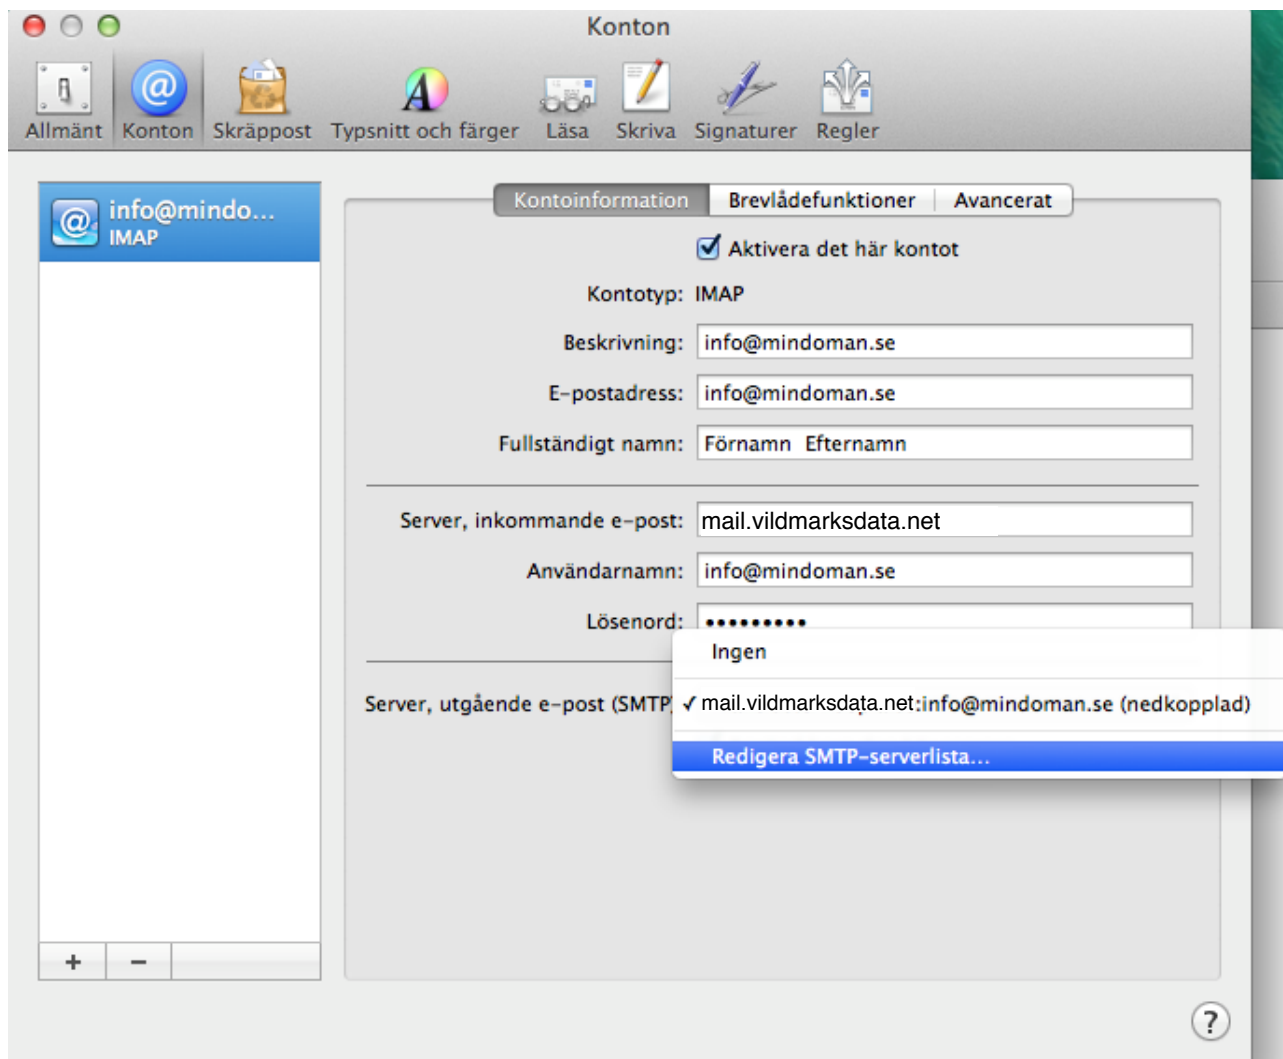 Konton
Allmänt Konton Skräppost Typsnitt och färger Läsa Skriva Signaturer Regler
info@mindo...
IMAP
Kontoinformation Brevlådefunktioner Avancerat
Aktivera det här kontot
Kontotyp: IMAP
Beskrivning: info@mindoman.se
E-postadress: info@mindoman.se
Fullständigt namn: Förnamn Efternamn
Server, inkommande e-post: mail.vildmarksdata.net
Användarnamn: info@mindoman.se
Lösenord: •••••••••
Ingen
Server, utgående e-post (SMTP) ✓ mail.vildmarksdata.net:info@mindoman.se (nedkopplad)
Redigera SMTP-serverlista...
+ −
?